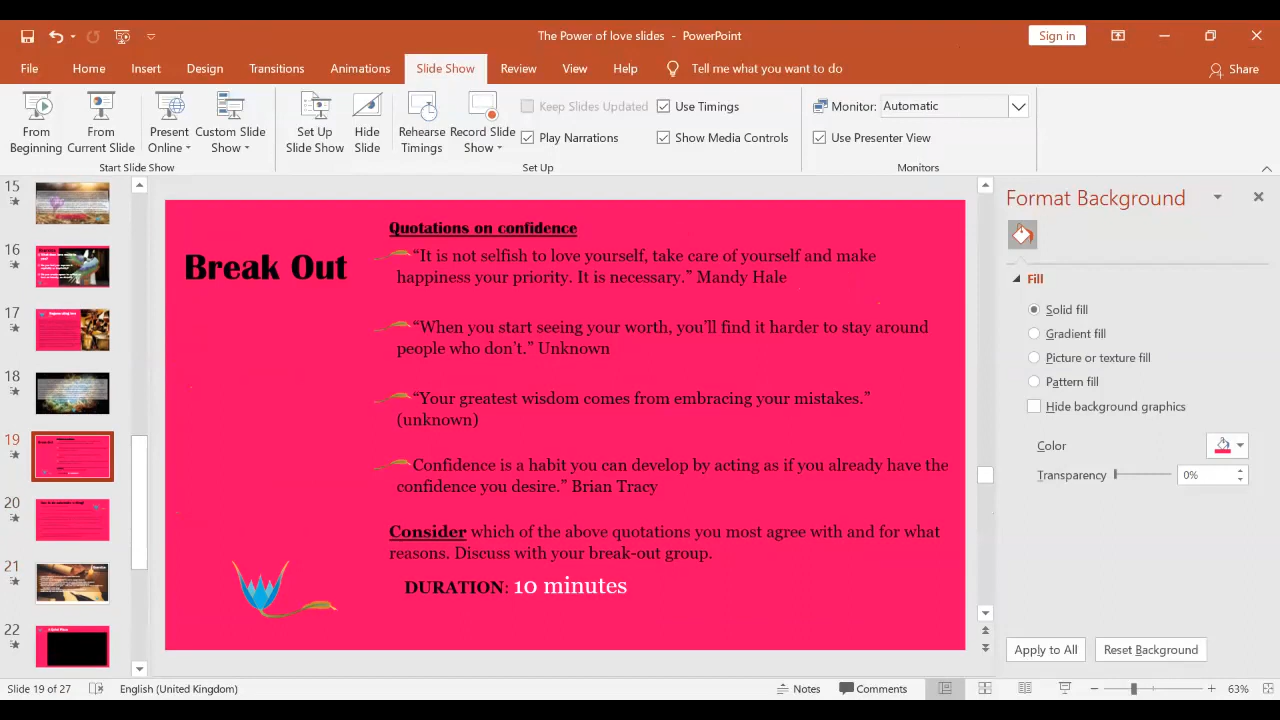 The Power of love slides - PowerPoint
Sign in
File Home Insert Design Transitions Animations Slide Show Review View Help Tell me what you want to do Share
From Beginning
From Current Slide
Present Online
Custom Slide Show
Start Slide Show
Set Up Slide Show
Hide Slide
Rehearse Timings
Record Slide Show
Keep Slides Updated
Use Timings
Play Narrations
Show Media Controls
Set Up
Monitor: Automatic
Use Presenter View
Monitors
15
16
17
18
19
20
21
22
Break Out
Quotations on confidence
“It is not selfish to love yourself, take care of yourself and make
happiness your priority. It is necessary.” Mandy Hale
“When you start seeing your worth, you’ll find it harder to stay around
people who don’t.” Unknown
“Your greatest wisdom comes from embracing your mistakes.”
(unknown)
Confidence is a habit you can develop by acting as if you already have the
confidence you desire.” Brian Tracy
Consider which of the above quotations you most agree with and for what
reasons. Discuss with your break-out group.
DURATION: 10 minutes
Format Background
Fill
Solid fill
Gradient fill
Picture or texture fill
Pattern fill
Hide background graphics
Color
Transparency 0%
Apply to All Reset Background
Slide 19 of 27 English (United Kingdom) Notes Comments 63%